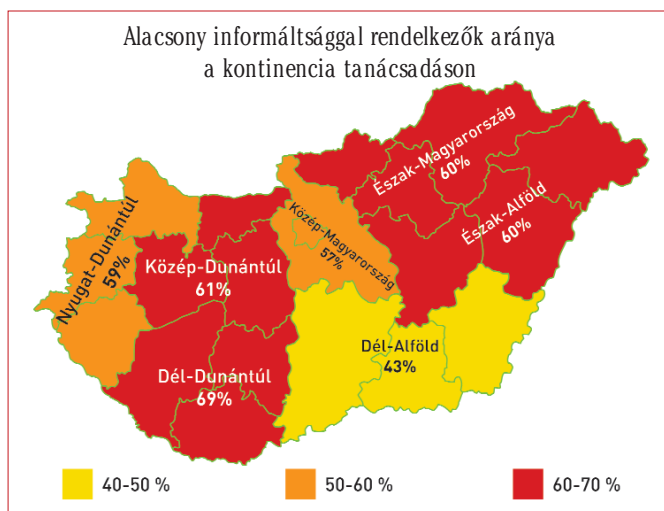 Alacsony informáltsággal rendelkezők aránya
a kontinencia tanácsadáson
Észak-Magyarország
60%
Észak-Alföld
60%
Közép-Magyarország
57%
Nyugat-Dunántúl
59%
Közép-Dunántúl
61%
Dél-Alföld
43%
Dél-Dunántúl
69%
40-50 %
50-60 %
60-70 %